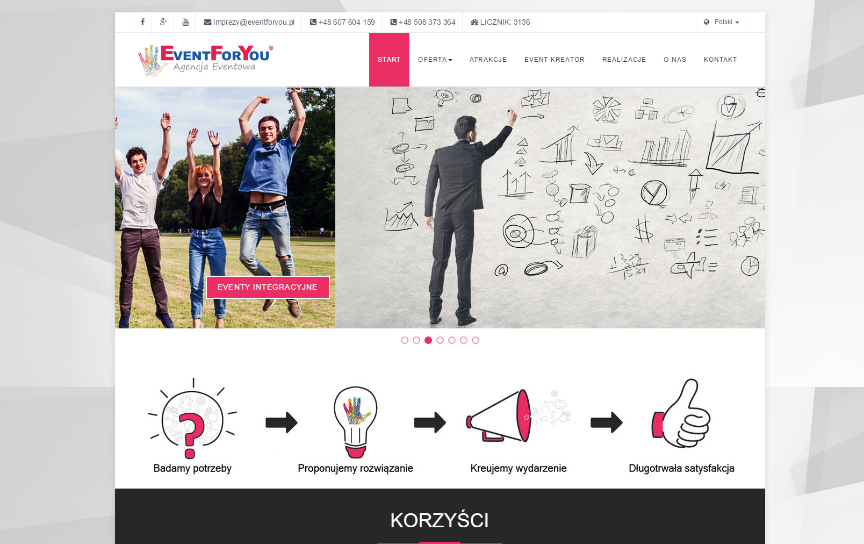 imprezy@eventforyou.pl
+48 607 604 159
+48 508 373 364
LICZNIK: 3136
Polski
EVENTFORYOU®
Agencja Eventowa
START
OFERTA
ATRAKCJE
EVENT KREATOR
REALIZACJE
O NAS
KONTAKT
EVENTY INTEGRACYJNE
Badamy potrzeby
Proponujemy rozwiązanie
Kreujemy wydarzenie
Długotrwała satysfakcja
KORZYŚCI